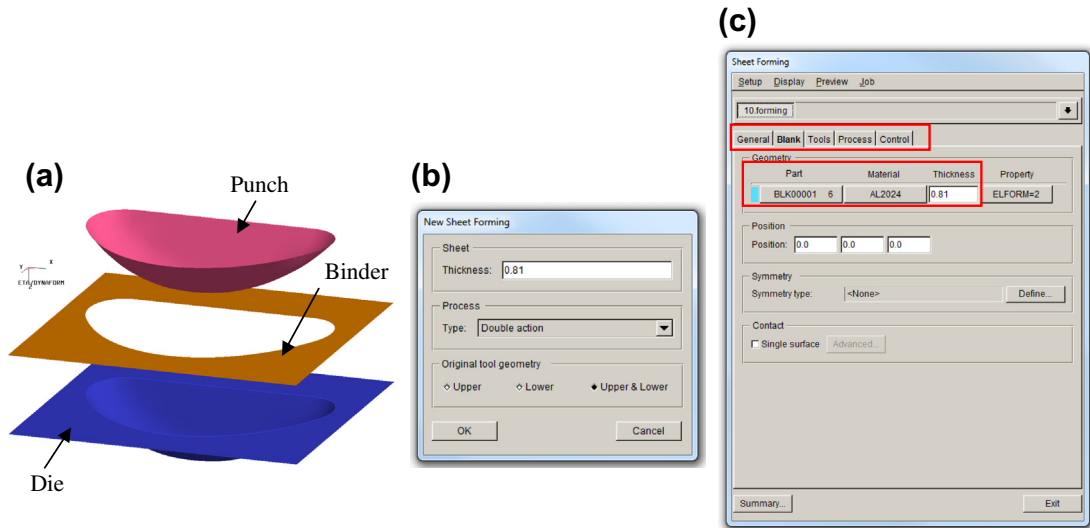 (a)
Punch
Binder
Y X
Z
ETA/DYNAFORM
Die
(b)
New Sheet Forming
Sheet
Thickness: 0.81
Process
Type: Double action
Original tool geometry
Upper Lower Upper & Lower
OK Cancel
(c)
Sheet Forming
Setup Display Preview Job
10.forming
General Blank Tools Process Control
Geometry
Part Material Thickness Property
BLK00001 6 AL2024 0.81 ELFORM=2
Position
Position: 0.0 0.0 0.0
Symmetry
Symmetry type: <None> Define...
Contact
Single surface Advanced...
Summary... Exit